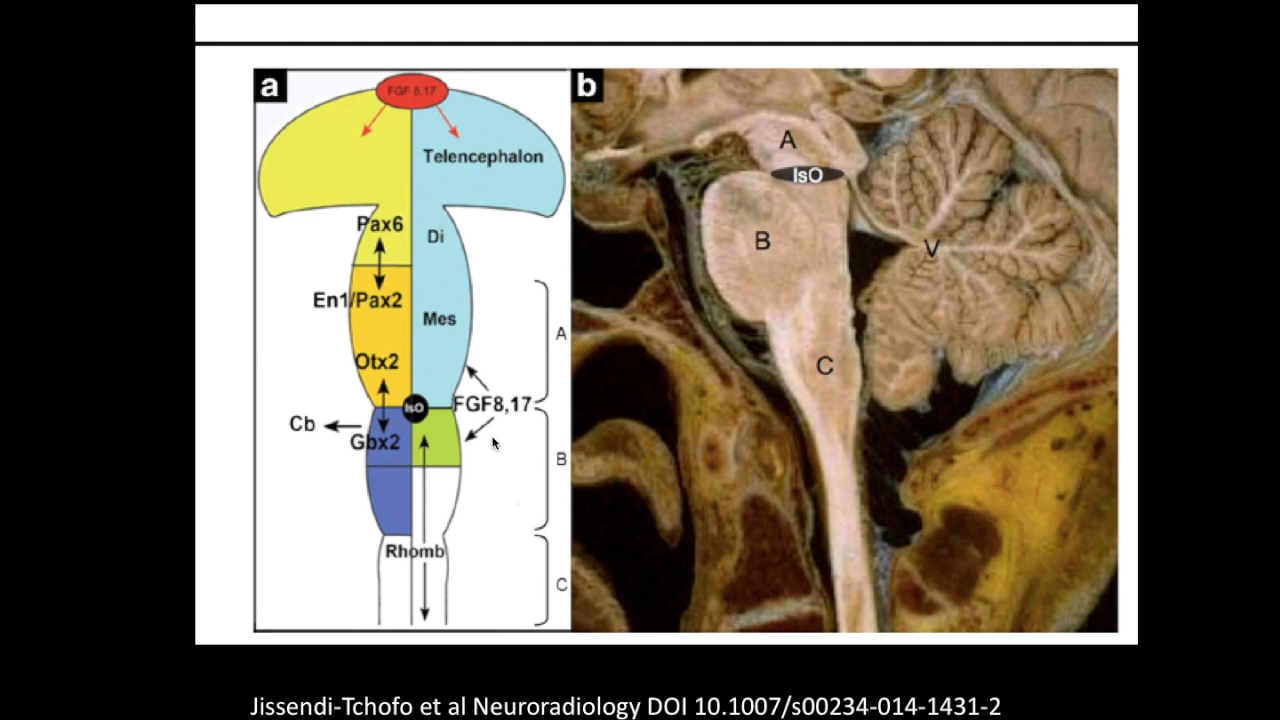 a
FGF 8.17
Telencephalon
Pax6
Di
En1/Pax2
Mes
A
Otx2
IsO
FGF8,17
Cb
Gbx2
B
Rhomb
C
b
A
IsO
B
V
C
Jissendi-Tchofo et al Neuroradiology DOI 10.1007/s00234-014-1431-2